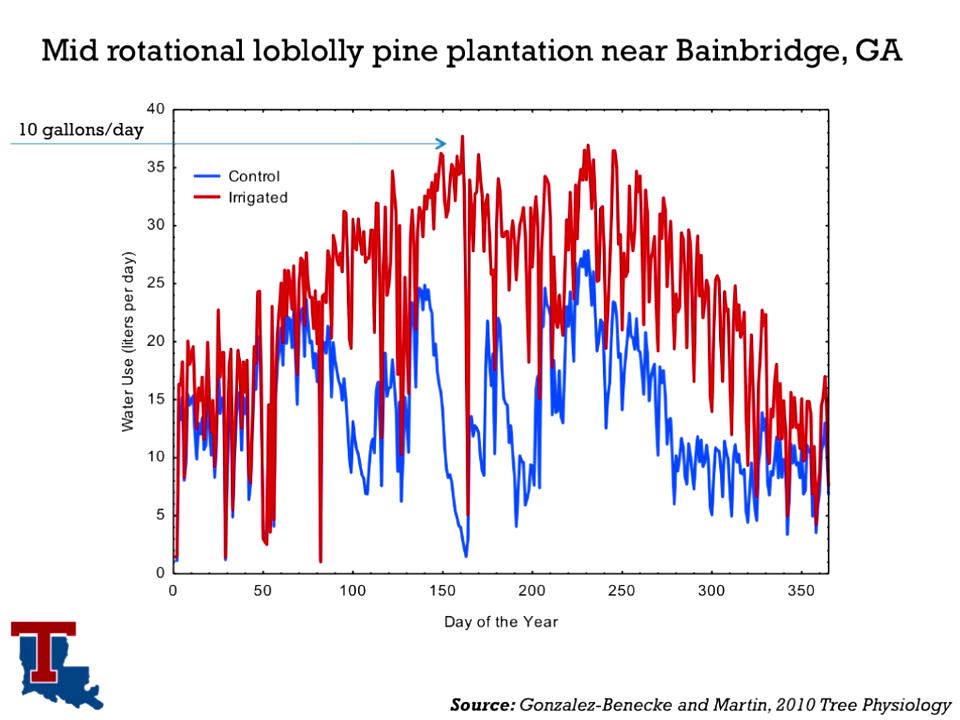 Mid rotational loblolly pine plantation near Bainbridge, GA
10 gallons/day
40
35
30
25
20
15
10
5
0
Water Use (liters per day)
Control
Irrigated
0 50 100 150 200 250 300 350
Day of the Year
T
Source: Gonzalez-Benecke and Martin, 2010 Tree Physiology